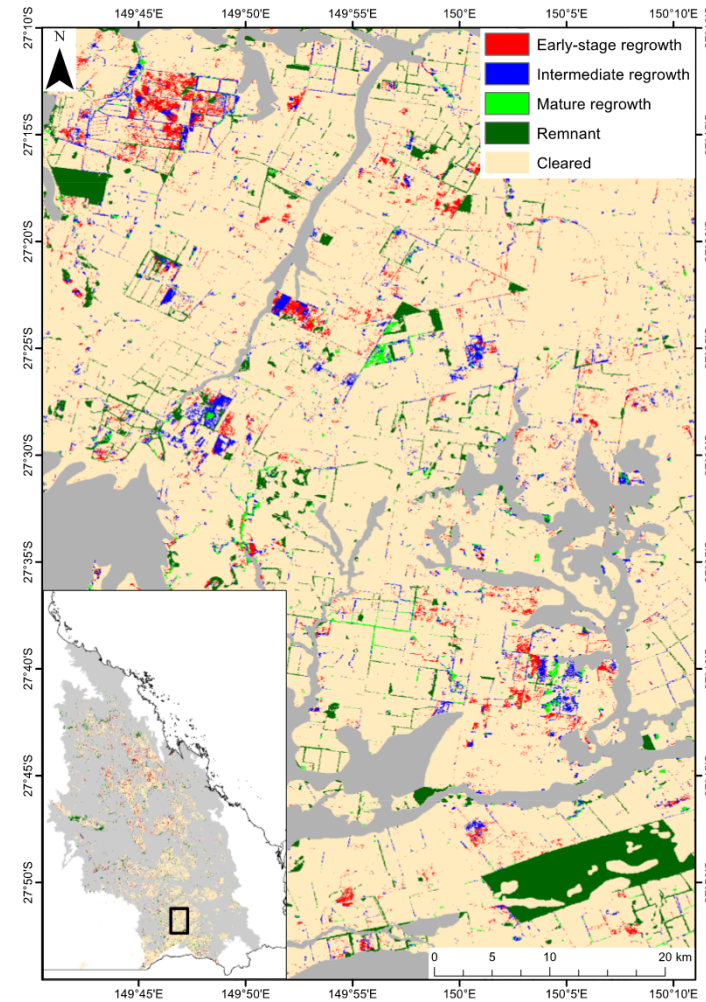 149°45'E 149°50'E 149°55'E 150°0'E 150°5'E 150°10'E
27°10'S
N
Early-stage regrowth
Intermediate regrowth
Mature regrowth
Remnant
Cleared
27°15'S
27°20'S
27°25'S
27°30'S
27°35'S
27°40'S
27°45'S
27°50'S
0 5 10 20 km
149°45'E 149°50'E 149°55'E 150°0'E 150°5'E 150°10'E